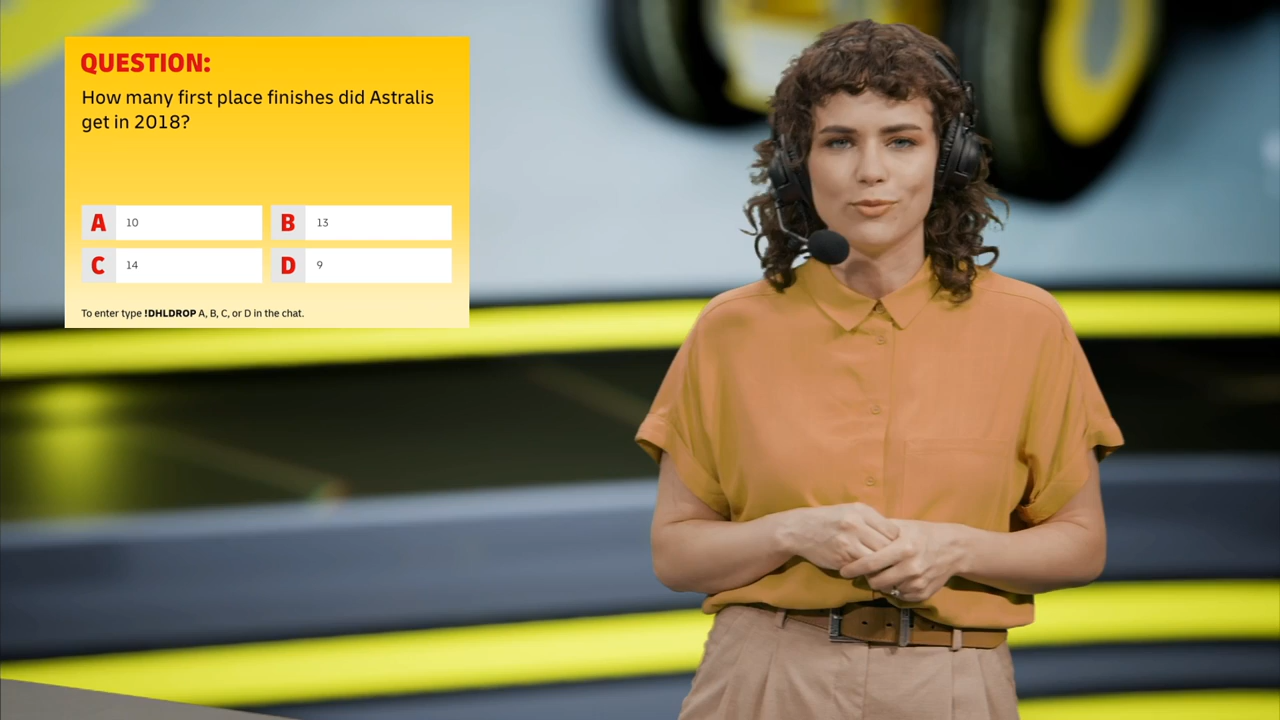 QUESTION:
How many first place finishes did Astralis
get in 2018?
A 10
B 13
C 14
D 9
To enter type !DHLDROP A, B, C, or D in the chat.